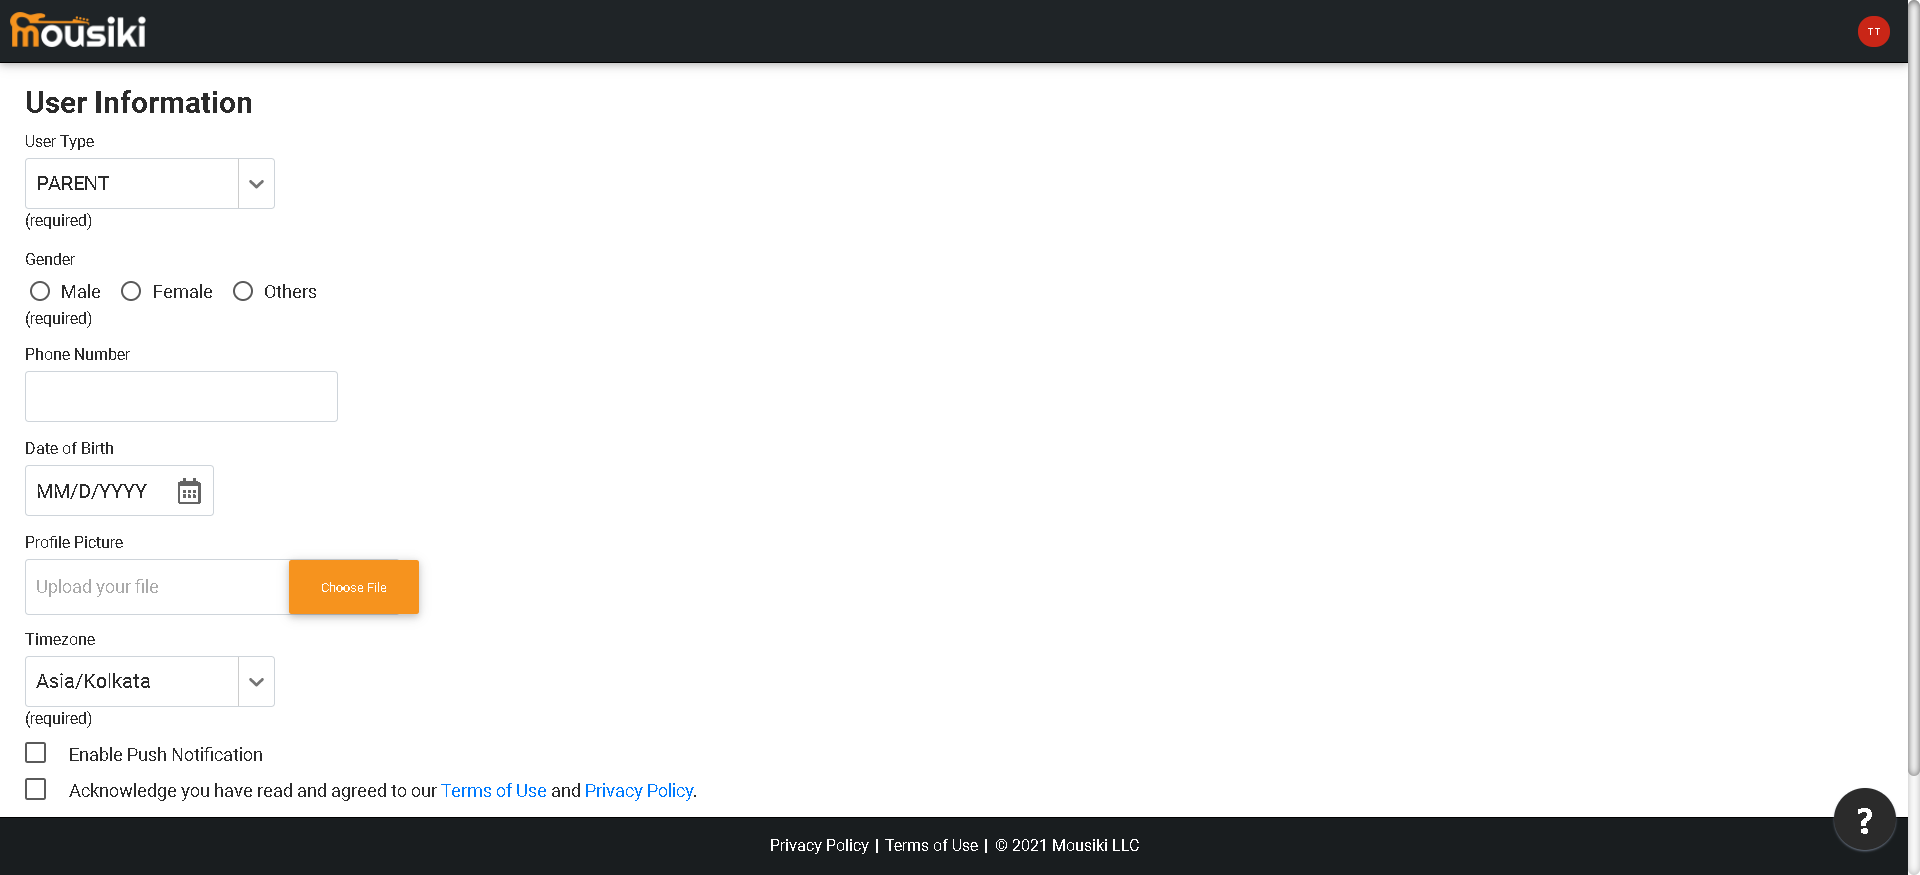 mousiki
TT
User Information
User Type
PARENT
(required)
Gender
Male Female Others
(required)
Phone Number
Date of Birth
MM/D/YYYY
Profile Picture
Upload your file Choose File
Timezone
Asia/Kolkata
(required)
Enable Push Notification
Acknowledge you have read and agreed to our Terms of Use and Privacy Policy.
?
Privacy Policy | Terms of Use | © 2021 Mousiki LLC